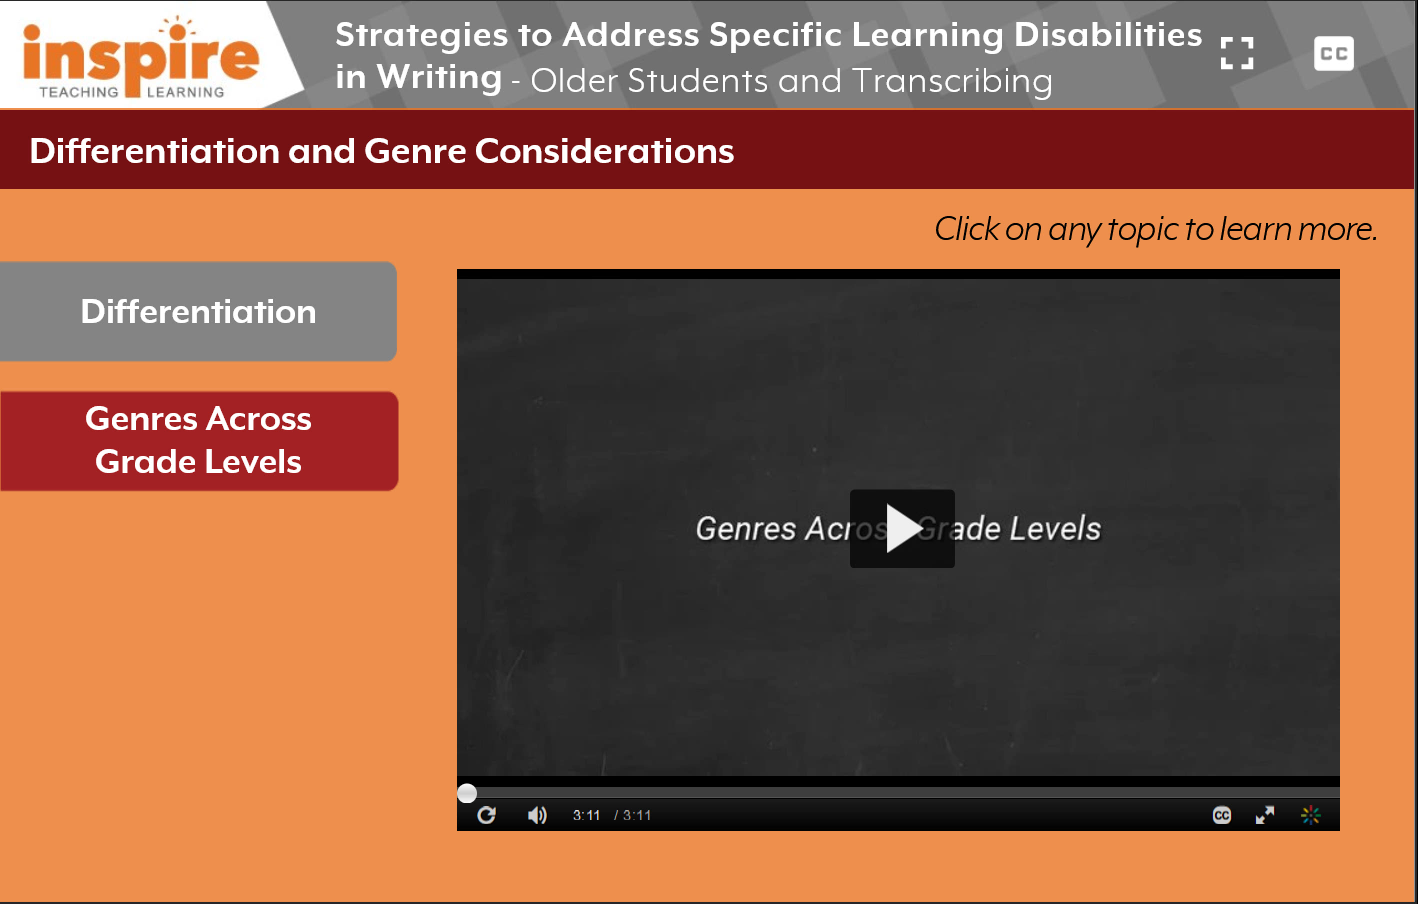 inspire
TEACHING LEARNING
Strategies to Address Specific Learning Disabilities
in Writing - Older Students and Transcribing
CC
Differentiation and Genre Considerations
Click on any topic to learn more.
Differentiation
Genres Across
Grade Levels
Genres Across Grade Levels
3:11 / 3:11
CC